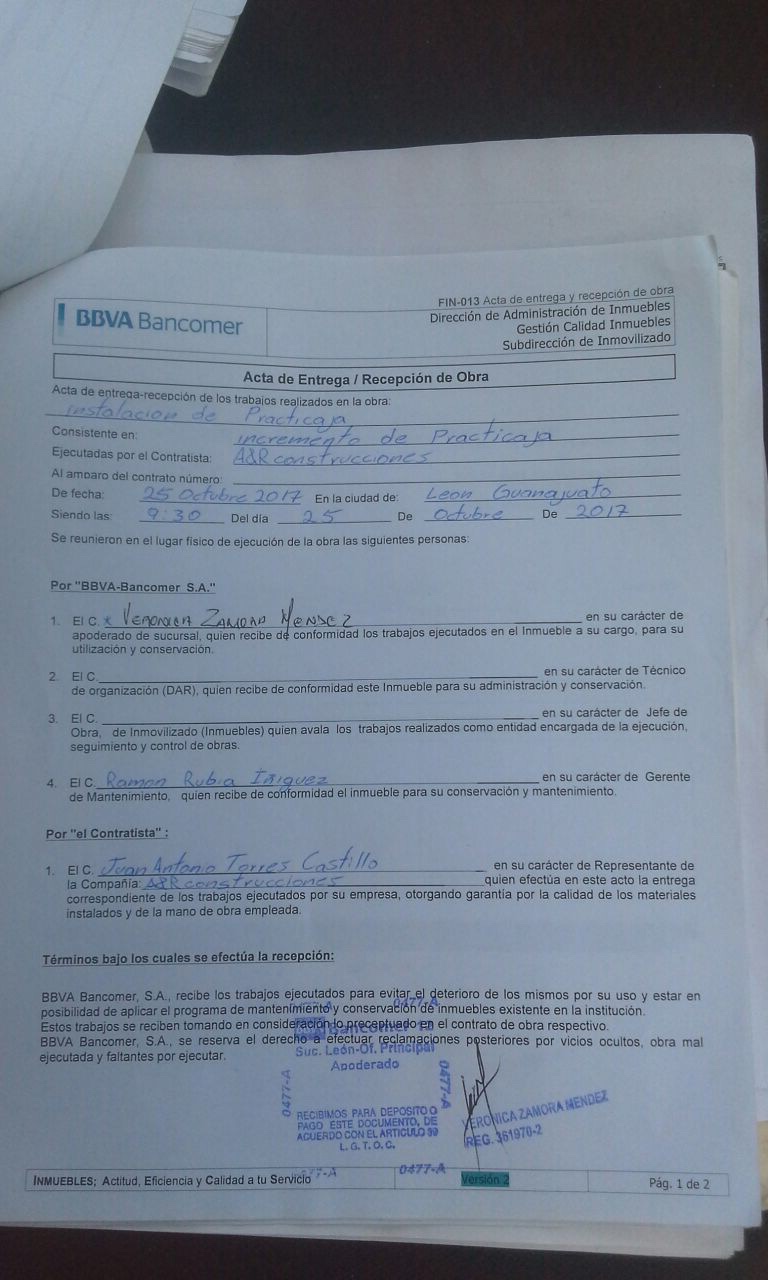 FIN-013 Acta de entrega y recepción de obra
BBVA Bancomer
Dirección de Administración de Inmuebles
Gestión Calidad Inmuebles
Subdirección de Inmovilizado
Acta de Entrega / Recepción de Obra
Acta de entrega-recepción de los trabajos realizados en la obra:
instalacion de Practicaja
Consistente en: incremento de Practicaja
Ejecutadas por el Contratista: A&R construcciones
Al amparo del contrato número:
De fecha: 25 Octubre 2017 En la ciudad de: Leon Guanajuato
Siendo las: 9:30 Del día 25 De Octubre De 2017
Se reunieron en el lugar físico de ejecución de la obra las siguientes personas:
Por "BBVA-Bancomer S.A."
1. El C. x VERONICA ZAMORA MENDEZ en su carácter de
apoderado de sucursal, quien recibe de conformidad los trabajos ejecutados en el Inmueble a su cargo, para su
utilización y conservación.
2. El C. en su carácter de Técnico
de organización (DAR), quien recibe de conformidad este Inmueble para su administración y conservación.
3. El C. en su carácter de Jefe de
Obra, de Inmovilizado (Inmuebles) quien avala los trabajos realizados como entidad encargada de la ejecución,
seguimiento y control de obras.
4. El C. Ramon Rubia Iñiguez en su carácter de Gerente
de Mantenimiento, quien recibe de conformidad el inmueble para su conservación y mantenimiento.
Por "el Contratista" :
1. El C. Juan Antonio Torres Castillo en su carácter de Representante de
la Compañía: A&R construcciones quien efectúa en este acto la entrega
correspondiente de los trabajos ejecutados por su empresa, otorgando garantía por la calidad de los materiales
instalados y de la mano de obra empleada.
Términos bajo los cuales se efectúa la recepción:
BBVA Bancomer, S.A., recibe los trabajos ejecutados para evitar el deterioro de los mismos por su uso y estar en
posibilidad de aplicar el programa de mantenimiento y conservación de inmuebles existente en la institución.
Estos trabajos se reciben tomando en consideración lo preceptuado en el contrato de obra respectivo.
BBVA Bancomer, S.A., se reserva el derecho a efectuar reclamaciones posteriores por vicios ocultos, obra mal
ejecutada y faltantes por ejecutar.
0477-A 0477-A
Bancomer
Suc. León-Of. Principal
Apoderado
0477-A 0477-A
RECIBIMOS PARA DEPOSITO O
PAGO ESTE DOCUMENTO, DE
ACUERDO CON EL ARTICULO 39
L. G. T. O. C.
VERONICA ZAMORA MENDEZ
REG. 361970-2
0477-A 0477-A
INMUEBLES; Actitud, Eficiencia y Calidad a tu Servicio Versión 2 Pág. 1 de 2